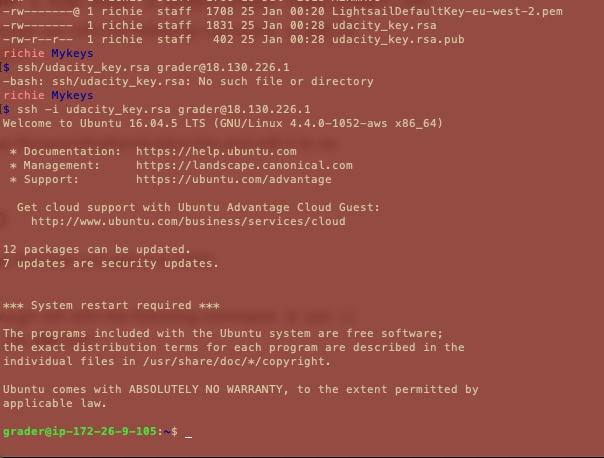 -rw-------@ 1 richie  staff  1708 25 Jan 00:20 LightsailDefaultKey-eu-west-2.pem
-rw-------  1 richie  staff  1831 25 Jan 00:28 udacity_key.rsa
-rw-r--r--  1 richie  staff   402 25 Jan 00:28 udacity_key.rsa.pub
richie Mykeys
$ ssh/udacity_key.rsa grader@18.130.226.1
-bash: ssh/udacity_key.rsa: No such file or directory
richie Mykeys
$ ssh -i udacity_key.rsa grader@18.130.226.1
Welcome to Ubuntu 16.04.5 LTS (GNU/Linux 4.4.0-1052-aws x86_64)
* Documentation:  https://help.ubuntu.com
* Management:     https://landscape.canonical.com
* Support:        https://ubuntu.com/advantage
Get cloud support with Ubuntu Advantage Cloud Guest:
http://www.ubuntu.com/business/services/cloud
12 packages can be updated.
7 updates are security updates.
*** System restart required ***
The programs included with the Ubuntu system are free software;
the exact distribution terms for each program are described in the
individual files in /usr/share/doc/*/copyright.
Ubuntu comes with ABSOLUTELY NO WARRANTY, to the extent permitted by
applicable law.
grader@ip-172-26-9-105:~$ _